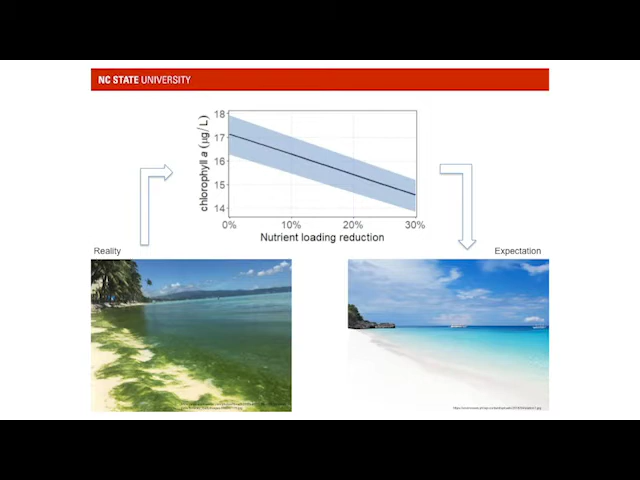 NC STATE UNIVERSITY
chlorophyll a (μg/L)
18
17
16
15
14
0% 10% 20% 30%
Nutrient loading reduction
Reality
Expectation